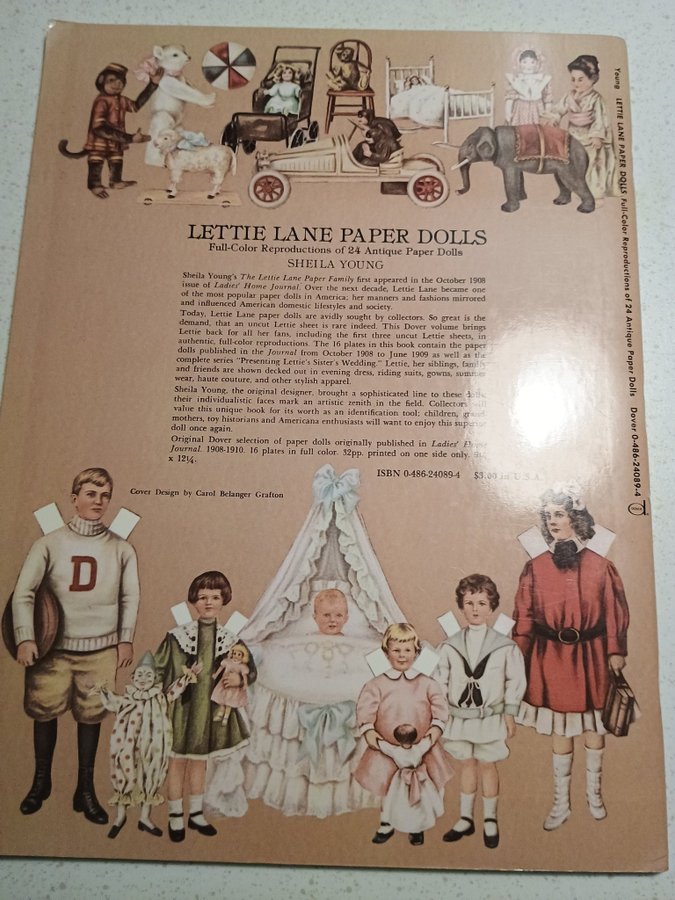 LETTIE LANE PAPER DOLLS
Full-Color Reproductions of 24 Antique Paper Dolls
SHEILA YOUNG
Sheila Young's The Lettie Lane Paper Family first appeared in the October 1908
issue of Ladies' Home Journal. Over the next decade, Lettie Lane became one
of the most popular paper dolls in America; her manners and fashions mirrored
and influenced American domestic lifestyles and society.
Today, Lettie Lane paper dolls are avidly sought by collectors. So great is the
demand, that an uncut Lettie sheet is rare indeed. This Dover volume brings
Lettie back for all her fans, including the first three uncut Lettie sheets, in
authentic, full-color reproductions. The 16 plates in this book contain the paper
dolls published in the Journal from October 1908 to June 1909 as well as the
complete series "Presenting Lettie's Sister's Wedding." Lettie, her siblings, family
and friends are shown decked out in evening dress, riding suits, gowns, summer
wear, haute couture, and other stylish apparel.
Sheila Young, the original designer, brought a sophisticated line to these dolls;
their individualistic faces mark an artistic zenith in the field. Collectors will
value this unique book for its worth as an identification tool; children, grand-
mothers, toy historians and Americana enthusiasts will want to enjoy this superior
doll once again.
Original Dover selection of paper dolls originally published in Ladies' Home
Journal, 1908-1910. 16 plates in full color. 32pp. printed on one side only.
x 12¼.
ISBN 0-486-24089-4 in U.S.A.
Cover Design by Carol Belanger Grafton
D
Young LETTIE LANE PAPER DOLLS Full-Color Reproductions of 24 Antique Paper Dolls Dover 0-486-24089-4